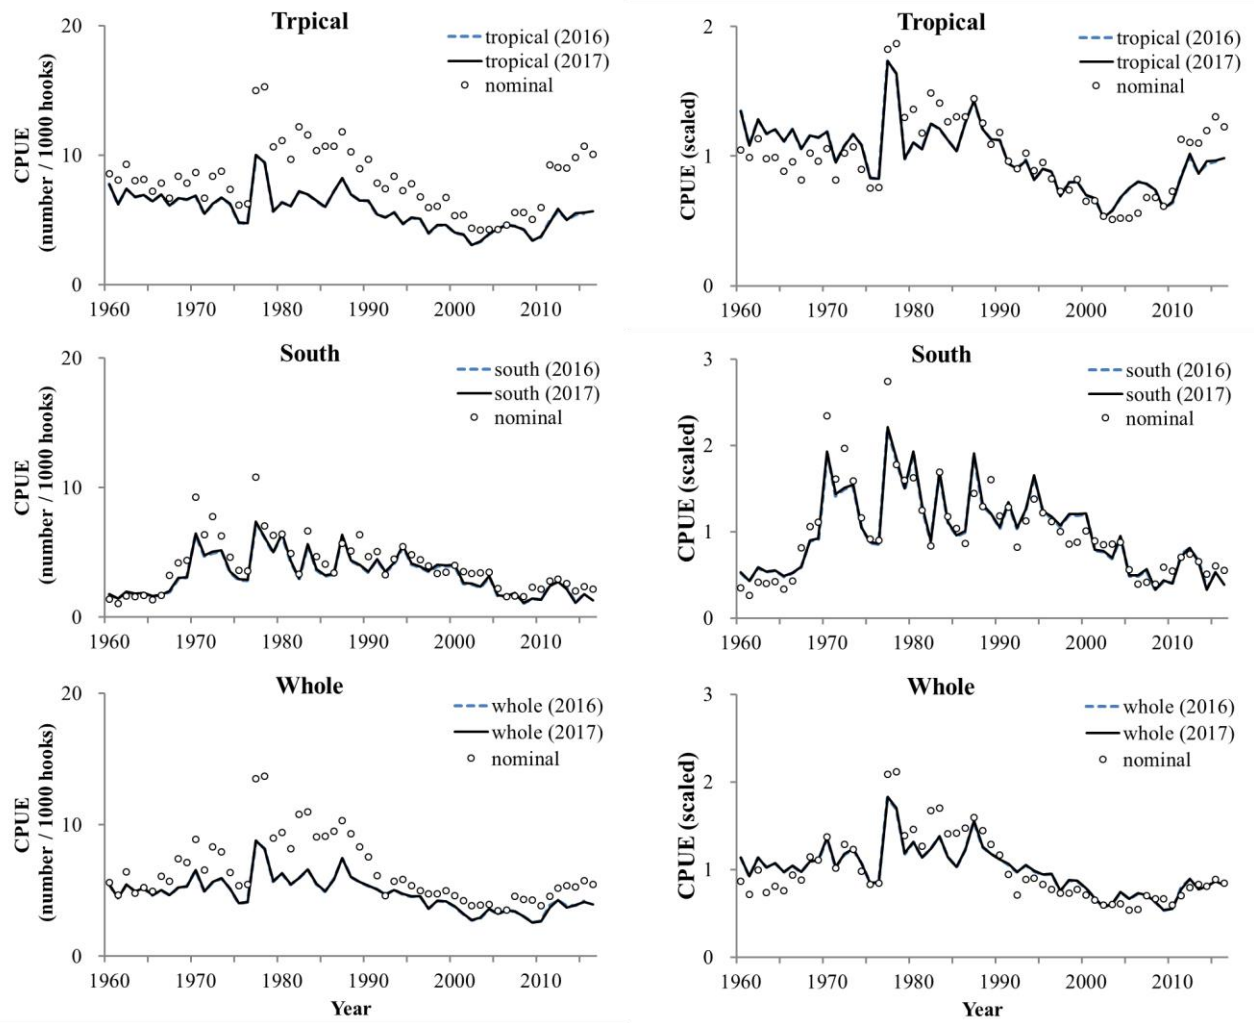 Trpical
20
10
0
CPUE
(number / 1000 hooks)
tropical (2016)
tropical (2017)
nominal
1960 1970 1980 1990 2000 2010
Tropical
2
1
0
CPUE (scaled)
tropical (2016)
tropical (2017)
nominal
1960 1970 1980 1990 2000 2010
South
20
10
0
CPUE
(number / 1000 hooks)
south (2016)
south (2017)
nominal
1960 1970 1980 1990 2000 2010
South
3
2
1
0
CPUE (scaled)
south (2016)
south (2017)
nominal
1960 1970 1980 1990 2000 2010
Whole
20
10
0
CPUE
(number / 1000 hooks)
whole (2016)
whole (2017)
nominal
1960 1970 1980 1990 2000 2010
Year
Whole
3
2
1
0
CPUE (scaled)
whole (2016)
whole (2017)
nominal
1960 1970 1980 1990 2000 2010
Year